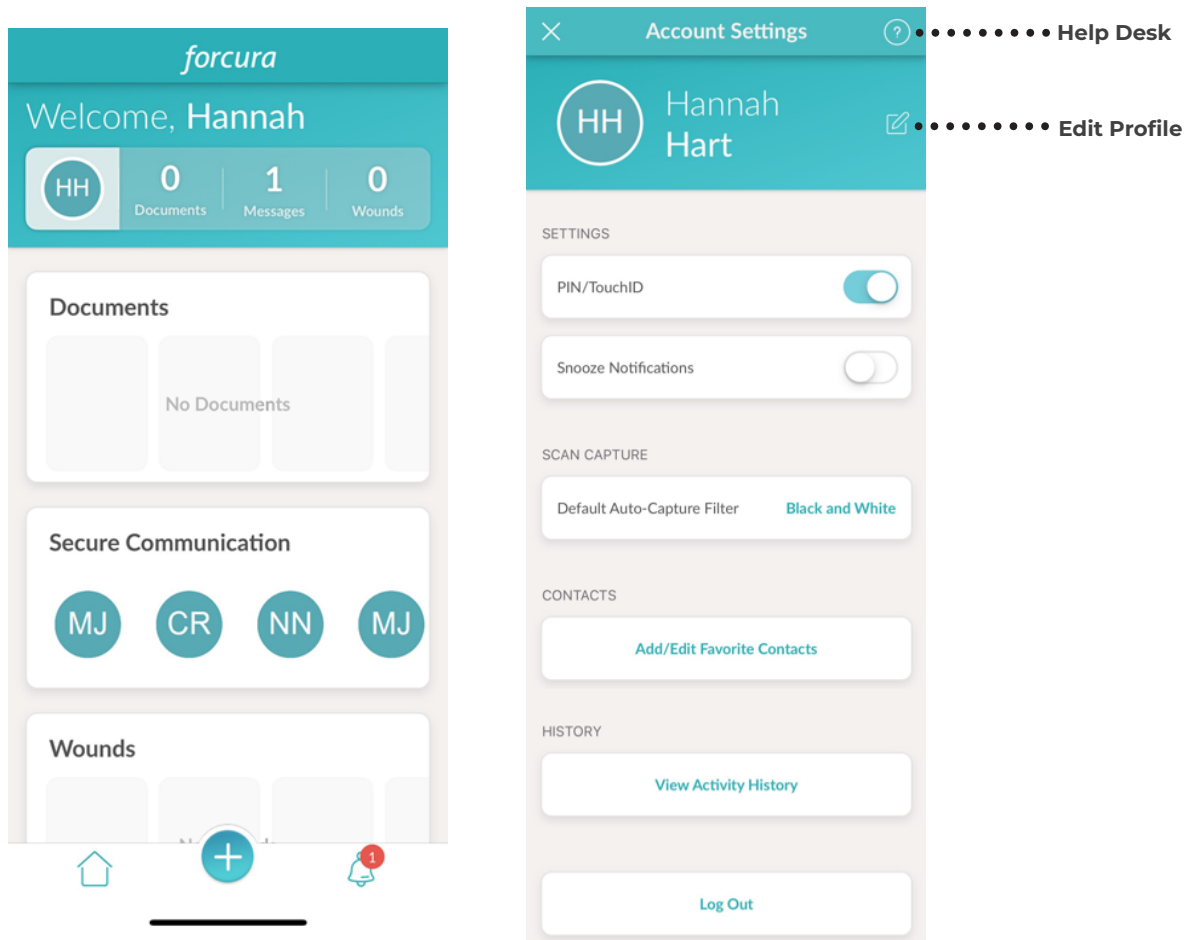 forcura
Welcome, Hannah
HH
0
Documents
1
Messages
0
Wounds
Documents
No Documents
Secure Communication
MJ
CR
NN
MJ
Wounds
1
Account Settings
?
Help Desk
HH
Hannah
Hart
Edit Profile
SETTINGS
PIN/TouchID
Snooze Notifications
SCAN CAPTURE
Default Auto-Capture Filter
Black and White
CONTACTS
Add/Edit Favorite Contacts
HISTORY
View Activity History
Log Out